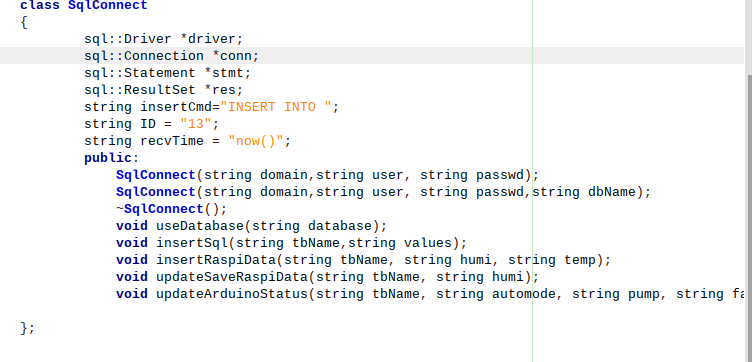 class SqlConnect
{
sql::Driver *driver;
sql::Connection *conn;
sql::Statement *stmt;
sql::ResultSet *res;
string insertCmd="INSERT INTO ";
string ID = "13";
string recvTime = "now()";
public:
SqlConnect(string domain,string user, string passwd);
SqlConnect(string domain,string user, string passwd,string dbName);
~SqlConnect();
void useDatabase(string database);
void insertSql(string tbName,string values);
void insertRaspiData(string tbName, string humi, string temp);
void updateSaveRaspiData(string tbName, string humi);
void updateArduinoStatus(string tbName, string automode, string pump, string
};